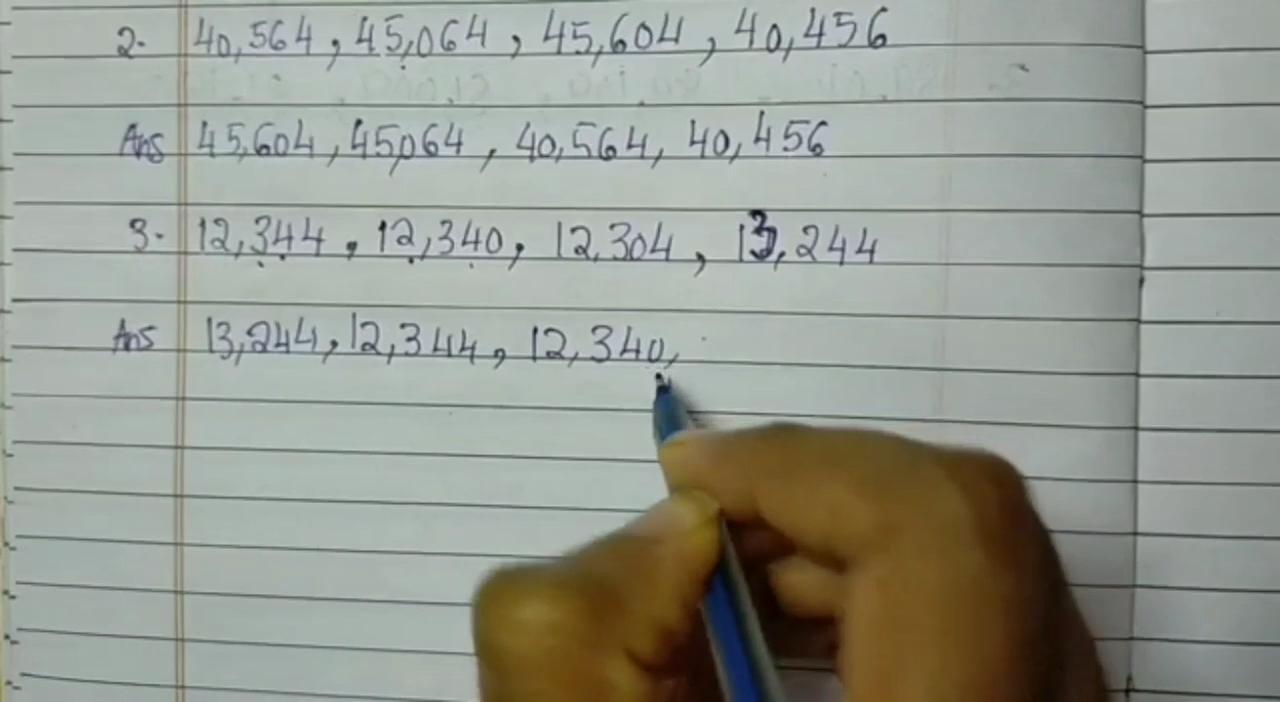 2. 40,564, 45,064, 45,604, 40,456
Ans 45,604, 45,064, 40,564, 40,456
3. 12,344, 12,340, 12,304, 13,244
Ans 13,244, 12,344, 12,340,